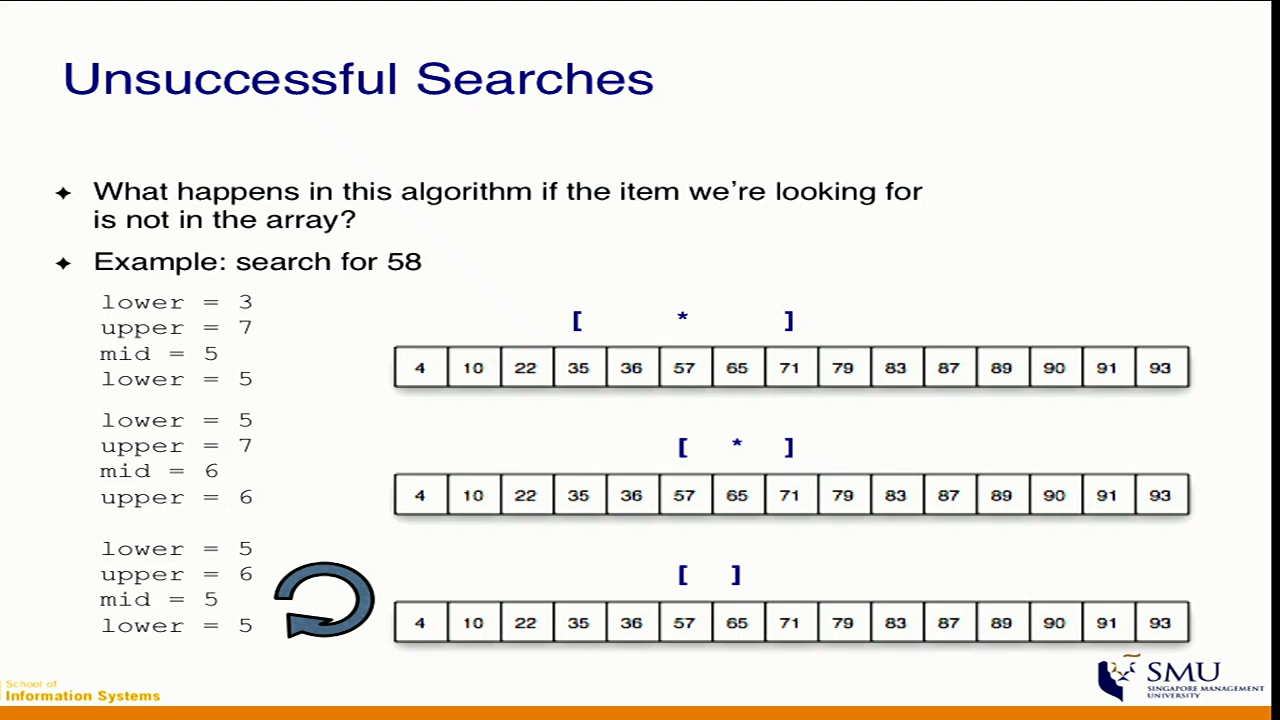 Unsuccessful Searches
✦ What happens in this algorithm if the item we're looking for
is not in the array?
✦ Example: search for 58
lower = 3
upper = 7
mid = 5
lower = 5
[ * ]
4 10 22 35 36 57 65 71 79 83 87 89 90 91 93
lower = 5
upper = 7
mid = 6
upper = 6
[ * ]
4 10 22 35 36 57 65 71 79 83 87 89 90 91 93
lower = 5
upper = 6
mid = 5
lower = 5
[ ]
4 10 22 35 36 57 65 71 79 83 87 89 90 91 93
School of
Information Systems
SMU
SINGAPORE MANAGEMENT
UNIVERSITY